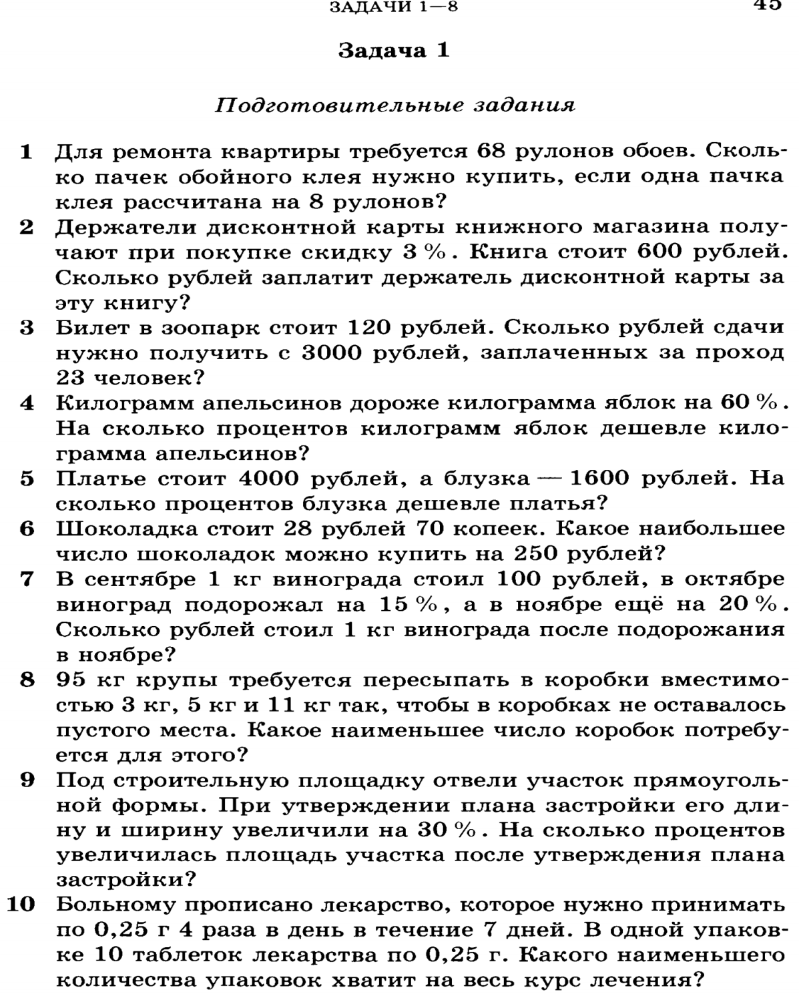 ЗАДАЧИ 1—8 45
Задача 1
Подготовительные задания
1 Для ремонта квартиры требуется 68 рулонов обоев. Сколь-
ко пачек обойного клея нужно купить, если одна пачка
клея рассчитана на 8 рулонов?
2 Держатели дисконтной карты книжного магазина полу-
чают при покупке скидку 3 %. Книга стоит 600 рублей.
Сколько рублей заплатит держатель дисконтной карты за
эту книгу?
3 Билет в зоопарк стоит 120 рублей. Сколько рублей сдачи
нужно получить с 3000 рублей, заплаченных за проход
23 человек?
4 Килограмм апельсинов дороже килограмма яблок на 60 %.
На сколько процентов килограмм яблок дешевле кило-
грамма апельсинов?
5 Платье стоит 4000 рублей, а блузка — 1600 рублей. На
сколько процентов блузка дешевле платья?
6 Шоколадка стоит 28 рублей 70 копеек. Какое наибольшее
число шоколадок можно купить на 250 рублей?
7 В сентябре 1 кг винограда стоил 100 рублей, в октябре
виноград подорожал на 15 %, а в ноябре ещё на 20 %.
Сколько рублей стоил 1 кг винограда после подорожания
в ноябре?
8 95 кг крупы требуется пересыпать в коробки вместимо-
стью 3 кг, 5 кг и 11 кг так, чтобы в коробках не оставалось
пустого места. Какое наименьшее число коробок потребу-
ется для этого?
9 Под строительную площадку отвели участок прямоуголь-
ной формы. При утверждении плана застройки его дли-
ну и ширину увеличили на 30 %. На сколько процентов
увеличилась площадь участка после утверждения плана
застройки?
10 Больному прописано лекарство, которое нужно принимать
по 0,25 г 4 раза в день в течение 7 дней. В одной упаков-
ке 10 таблеток лекарства по 0,25 г. Какого наименьшего
количества упаковок хватит на весь курс лечения?